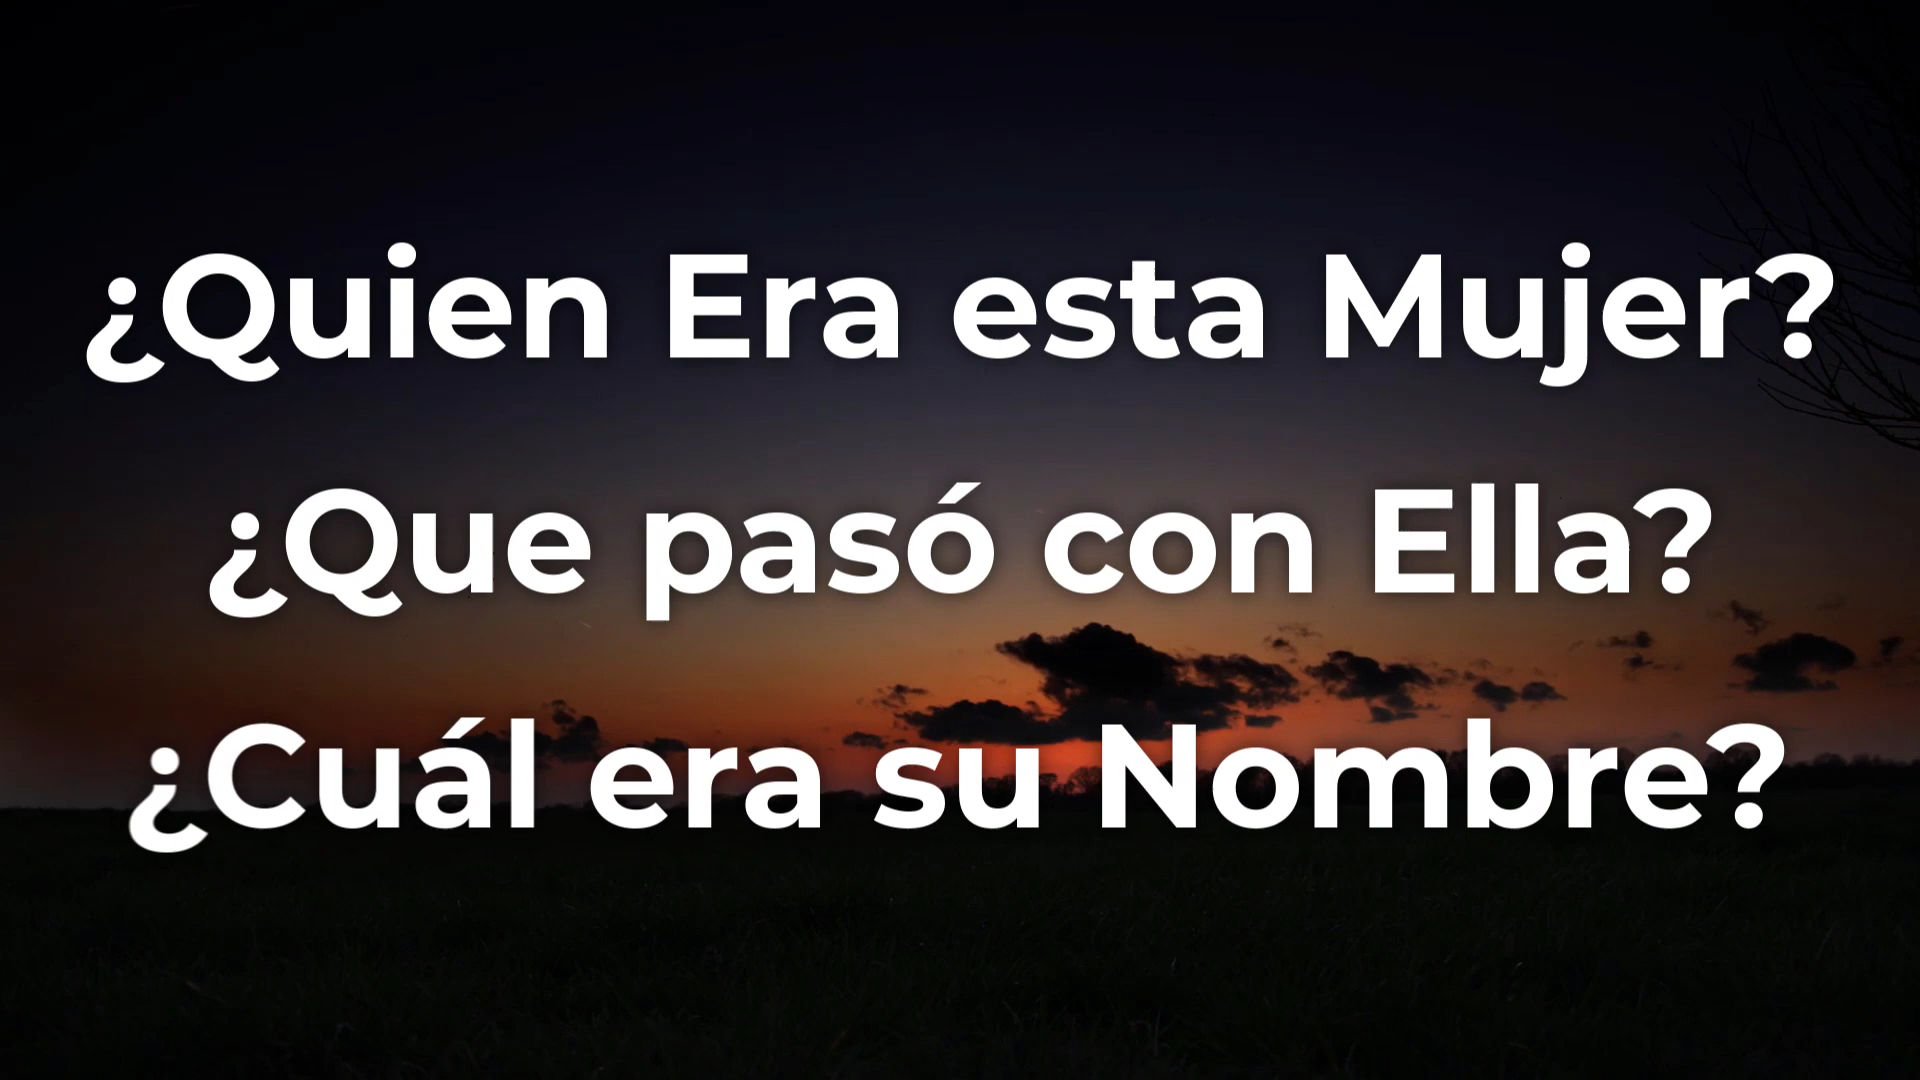 ¿Quien Era esta Mujer?
¿Que pasó con Ella?
¿Cuál era su Nombre?